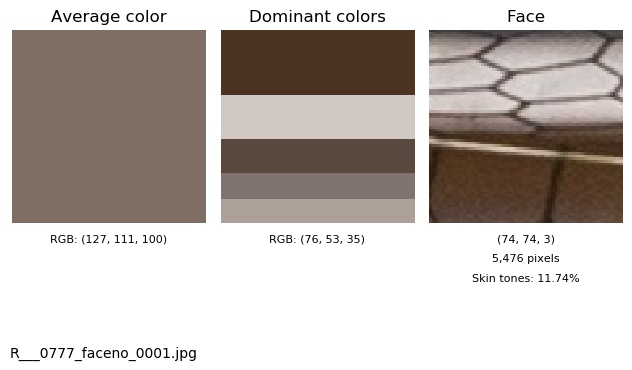 Average color
Dominant colors
Face
RGB: (127, 111, 100)
RGB: (76, 53, 35)
(74, 74, 3)
5,476 pixels
Skin tones: 11.74%
R___0777_faceno_0001.jpg